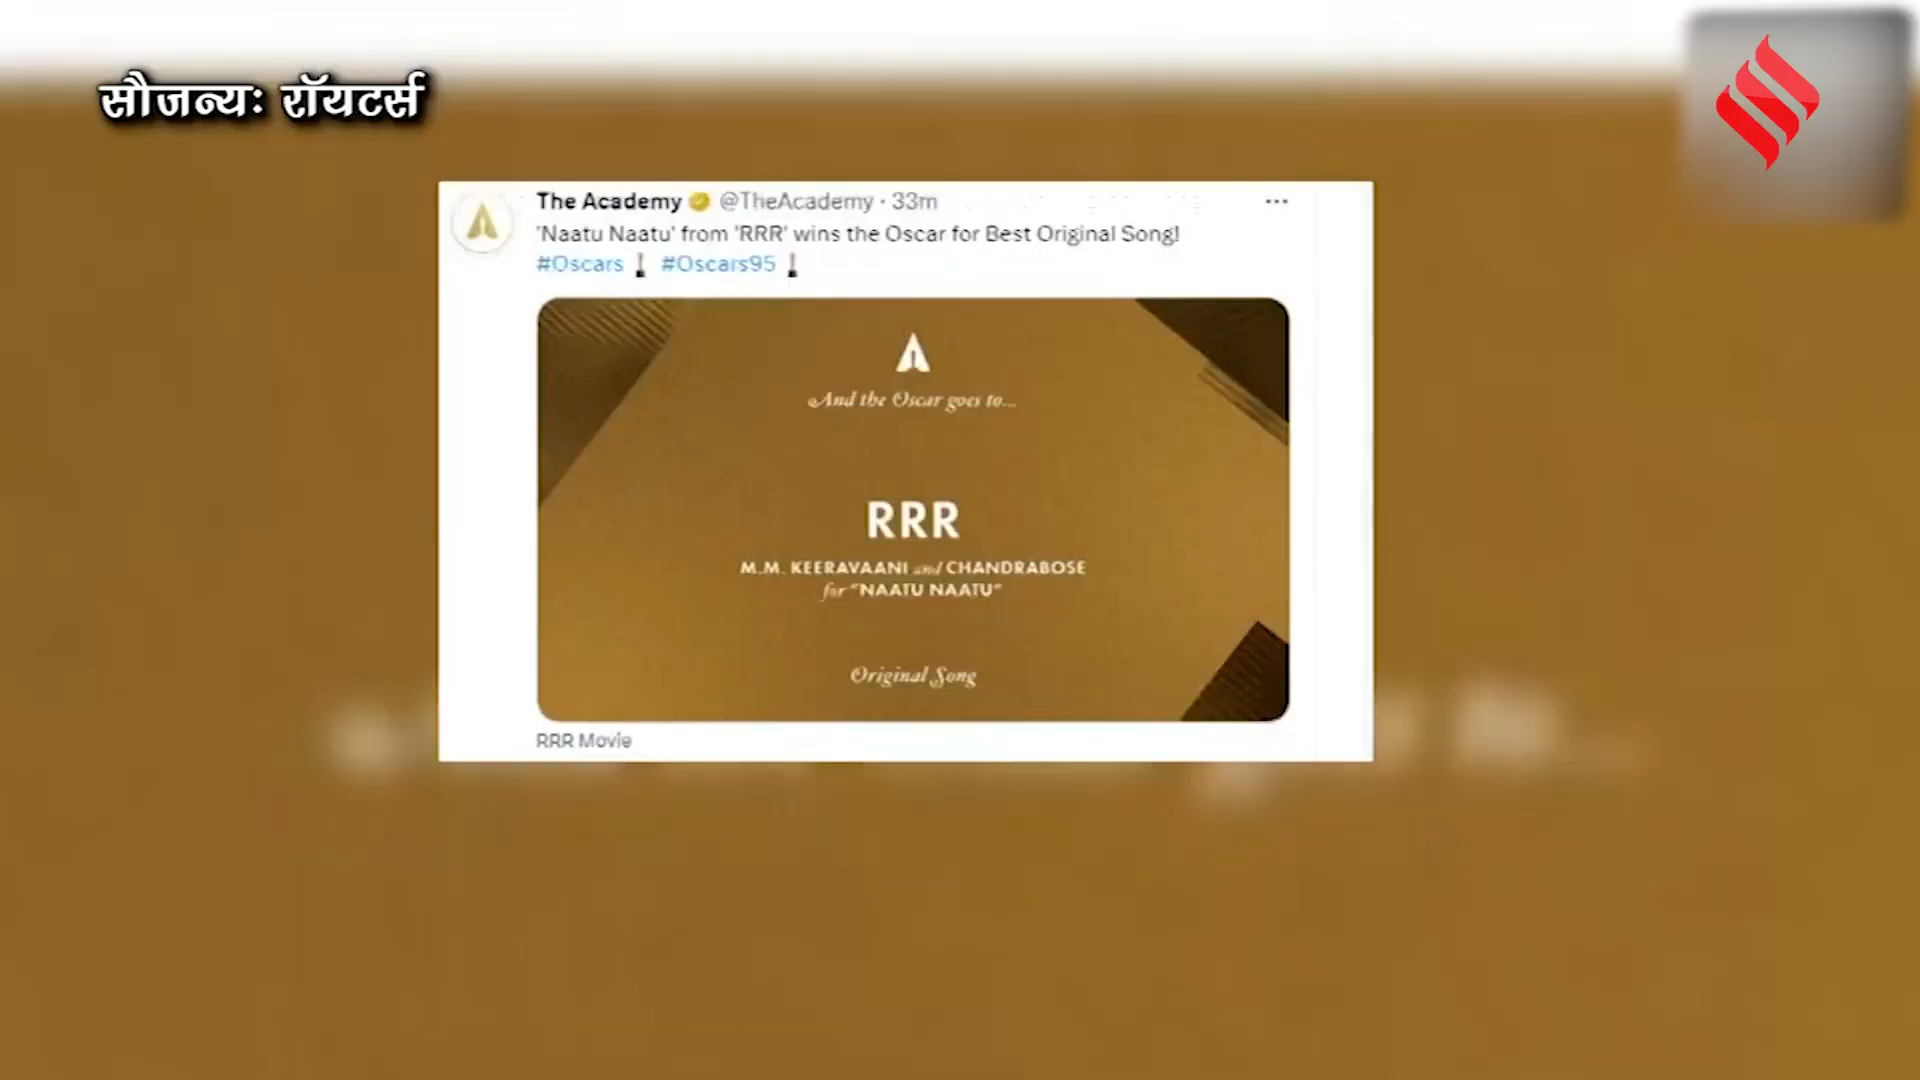 सौजन्यः रॉयटर्स
The Academy @TheAcademy · 33m
'Naatu Naatu' from 'RRR' wins the Oscar for Best Original Song!
#Oscars #Oscars95
And the Oscar goes to...
RRR
M.M. KEERAVAANI and CHANDRABOSE
for "NAATU NAATU"
Original Song
RRR Movie